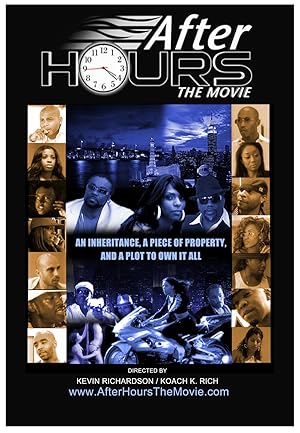 After
HOURS
THE MOVIE
AN INHERITANCE, A PIECE OF PROPERTY,
AND A PLOT TO OWN IT ALL
DIRECTED BY
KEVIN RICHARDSON / KOACH K. RICH
www.AfterHoursTheMovie.com